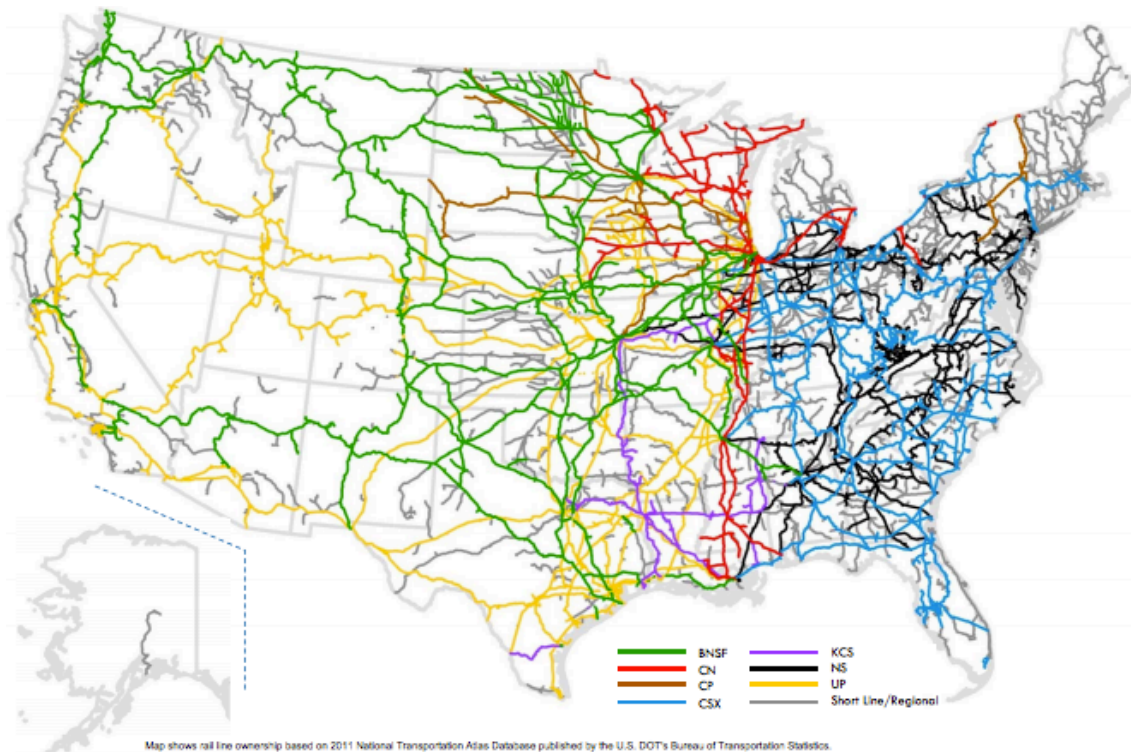 BNSF KCS
CN NS
CP UP
CSX Short Line/Regional
Map shows rail line ownership based on 2011 National Transportation Atlas Database published by the U.S. DOT's Bureau of Transportation Statistics.